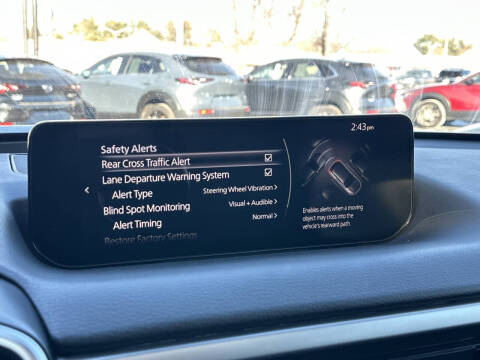 2:43pm
Safety Alerts
Rear Cross Traffic Alert
Lane Departure Warning System
Alert Type Steering Wheel Vibration
Blind Spot Monitoring Visual + Audible
Alert Timing Normal
Restore Factory Settings
Enables alerts when a moving
object may cross into the
vehicle's rearward path.